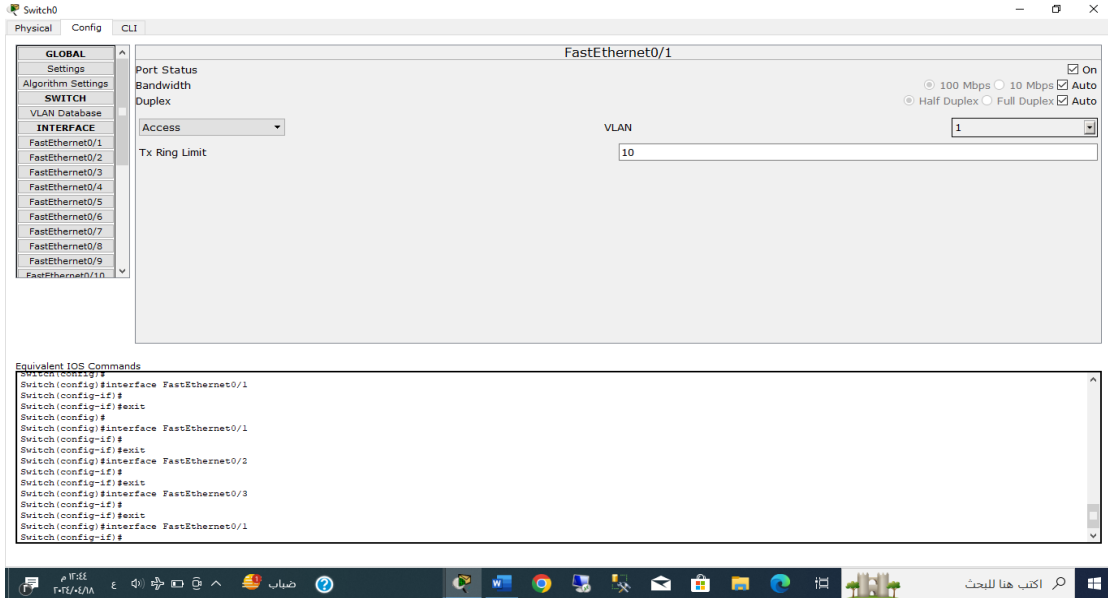 Switch0
Physical Config CLI
GLOBAL
Settings
Algorithm Settings
SWITCH
VLAN Database
INTERFACE
FastEthernet0/1
FastEthernet0/2
FastEthernet0/3
FastEthernet0/4
FastEthernet0/5
FastEthernet0/6
FastEthernet0/7
FastEthernet0/8
FastEthernet0/9
FastEthernet0/10
FastEthernet0/1
Port Status On
Bandwidth 100 Mbps 10 Mbps Auto
Duplex Half Duplex Full Duplex Auto
Access VLAN 1
Tx Ring Limit 10
Equivalent IOS Commands
Switch(config)#
Switch(config)#interface FastEthernet0/1
Switch(config-if)#
Switch(config-if)#exit
Switch(config)#
Switch(config)#interface FastEthernet0/1
Switch(config-if)#
Switch(config-if)#exit
Switch(config)#interface FastEthernet0/2
Switch(config-if)#
Switch(config-if)#exit
Switch(config)#interface FastEthernet0/3
Switch(config-if)#
Switch(config-if)#exit
Switch(config)#interface FastEthernet0/1
Switch(config-if)#
اكتب هنا للبحث
ضباب
ع
١٢:٤٤ م
٢٠٢٤/٠٤/١٨